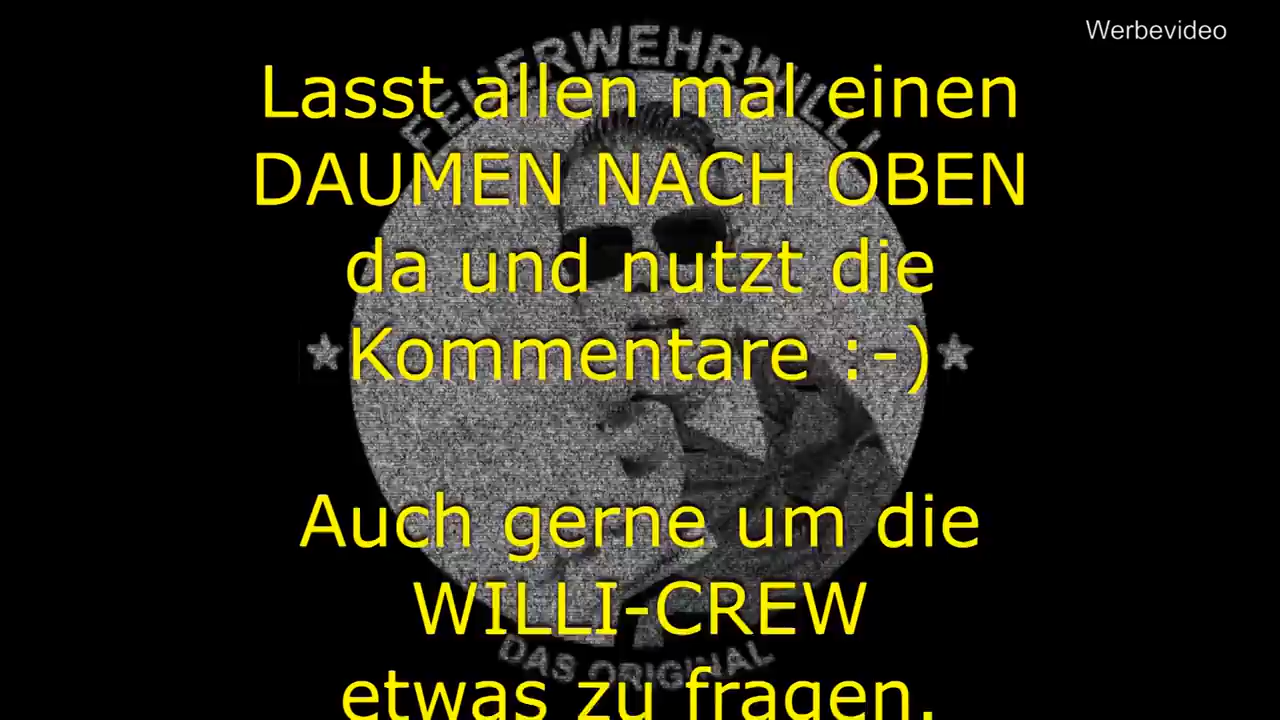 Werbevideo
FEUERWEHRWILLI
Lasst allen mal einen
DAUMEN NACH OBEN
da und nutzt die
Kommentare :-)
Auch gerne um die
WILLI-CREW
DAS ORIGINAL
etwas zu fragen.